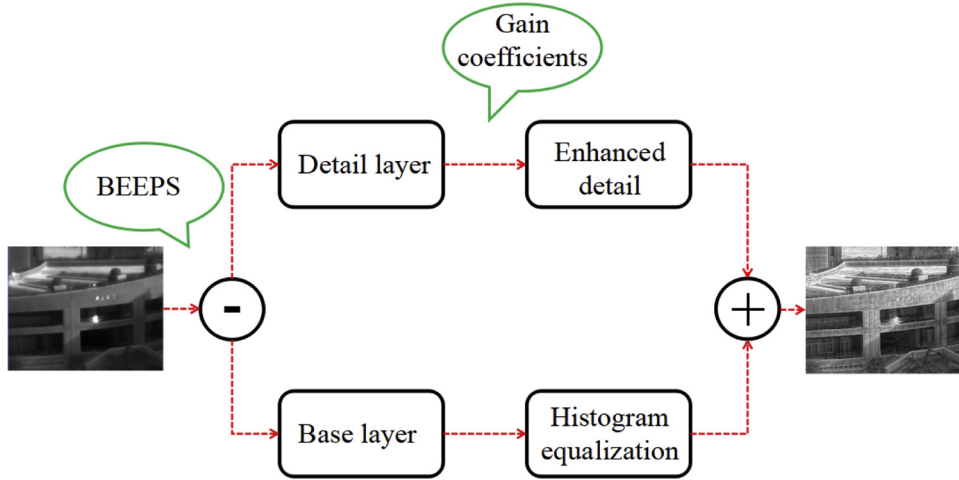 Gain
coefficients
BEEPS
Detail layer
Enhanced
detail
-
+
Base layer
Histogram
equalization